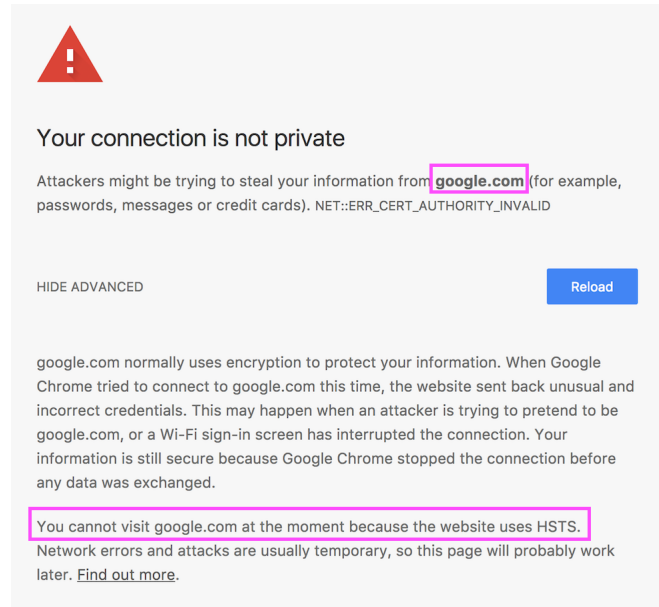 Your connection is not private
Attackers might be trying to steal your information from google.com (for example,
passwords, messages or credit cards). NET::ERR_CERT_AUTHORITY_INVALID
HIDE ADVANCED
Reload
google.com normally uses encryption to protect your information. When Google
Chrome tried to connect to google.com this time, the website sent back unusual and
incorrect credentials. This may happen when an attacker is trying to pretend to be
google.com, or a Wi-Fi sign-in screen has interrupted the connection. Your
information is still secure because Google Chrome stopped the connection before
any data was exchanged.
You cannot visit google.com at the moment because the website uses HSTS.
Network errors and attacks are usually temporary, so this page will probably work
later. Find out more.